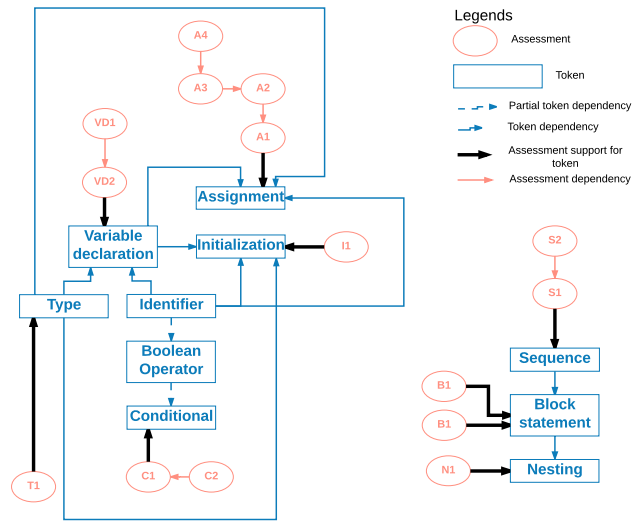 Legends
Assessment
Token
Partial token dependency
Token dependency
Assessment support for
token
Assessment dependency
A4
A3
A2
A1
VD1
VD2
Assignment
Variable
declaration
Initialization
I1
Type
Identifier
Boolean
Operator
Conditional
C1
C2
T1
S2
S1
Sequence
B1
Block
statement
B1
N1
Nesting